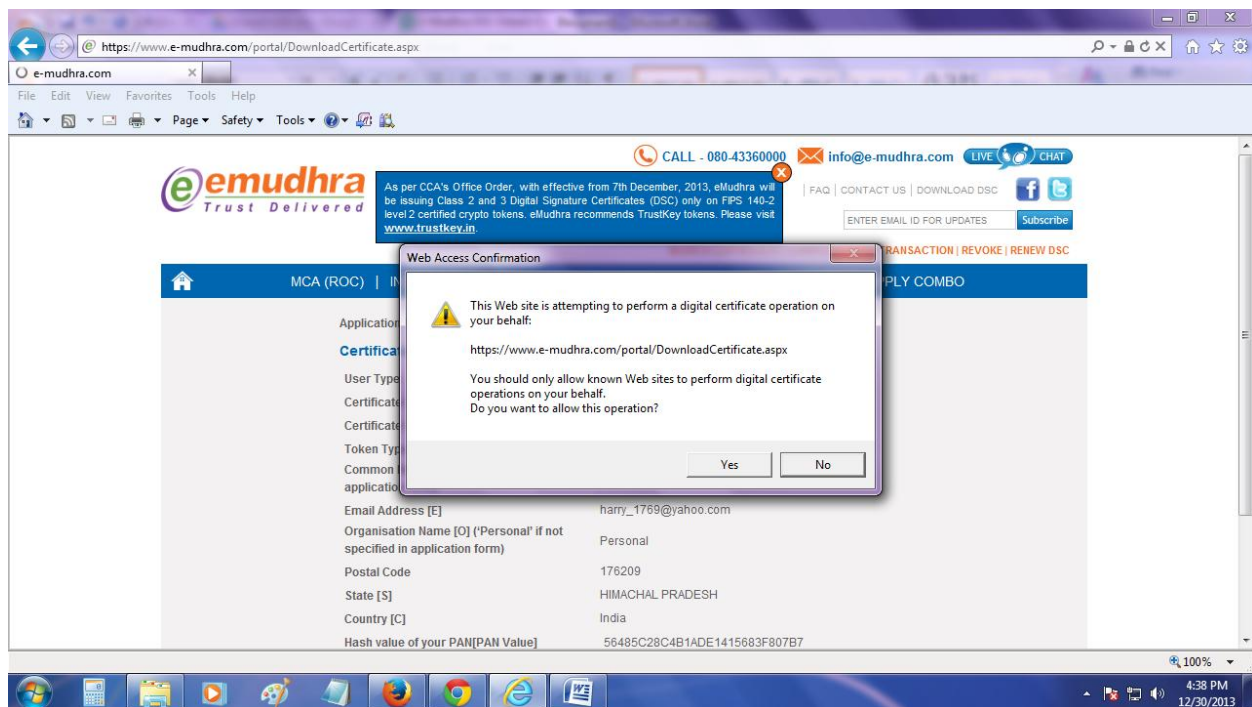 https://www.e-mudhra.com/portal/DownloadCertificate.aspx
e-mudhra.com
File Edit View Favorites Tools Help
Page Safety Tools
CALL - 080-43360000 info@e-mudhra.com LIVE CHAT
emudhra
Trust Delivered
As per CCA's Office Order, with effective from 7th December, 2013, eMudhra will
be issuing Class 2 and 3 Digital Signature Certificates (DSC) only on FIPS 140-2
level 2 certified crypto tokens. eMudhra recommends TrustKey tokens. Please visit
www.trustkey.in.
FAQ | CONTACT US | DOWNLOAD DSC
ENTER EMAIL ID FOR UPDATES Subscribe
TRANSACTION | REVOKE | RENEW DSC
MCA (ROC) | PLY COMBO
Web Access Confirmation
This Web site is attempting to perform a digital certificate operation on
your behalf:
https://www.e-mudhra.com/portal/DownloadCertificate.aspx
You should only allow known Web sites to perform digital certificate
operations on your behalf.
Do you want to allow this operation?
Yes No
Application
Certifica
User Type
Certificate
Certificate
Token Typ
Common
applicatio
Email Address [E] harry_1769@yahoo.com
Organisation Name [O] ('Personal' if not
specified in application form) Personal
Postal Code 176209
State [S] HIMACHAL PRADESH
Country [C] India
Hash value of your PAN[PAN Value] 56485C28C4B1ADE1415683F807B7
100%
4:38 PM
12/30/2013